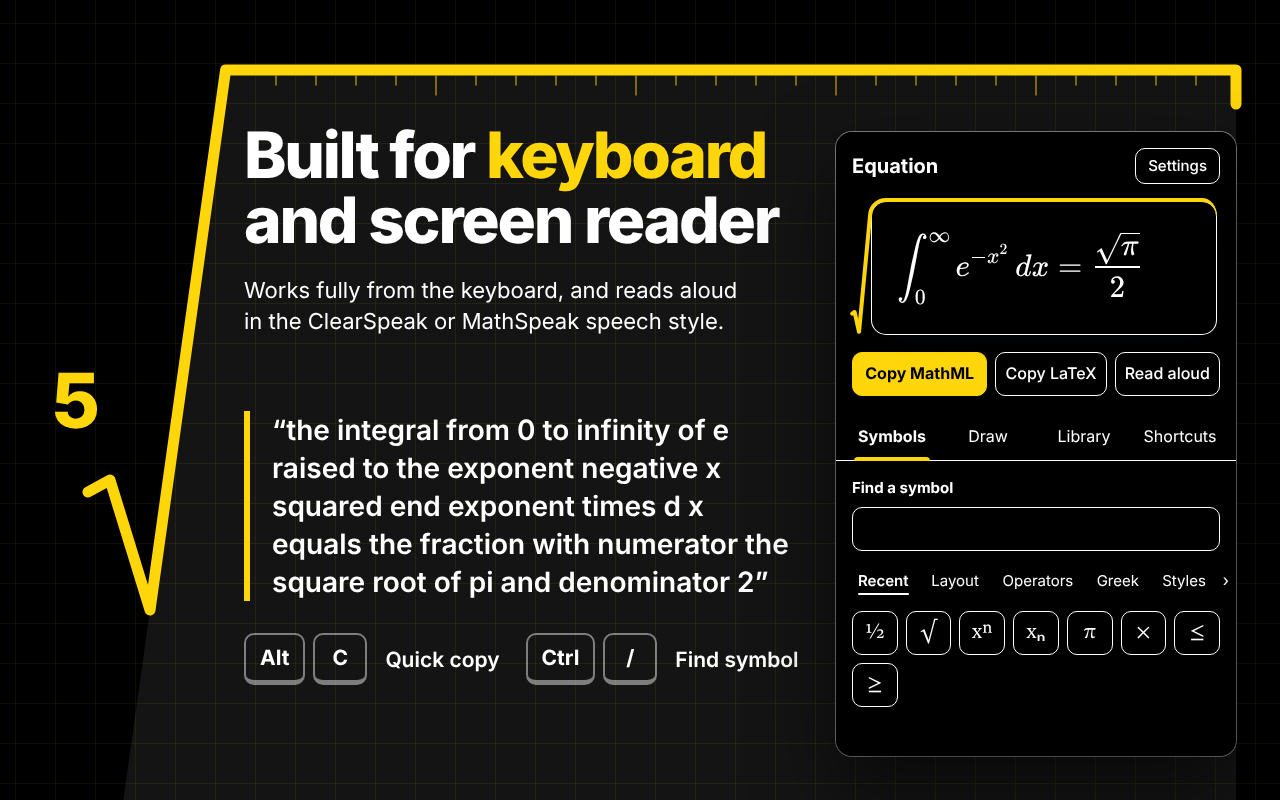 5
Built for keyboard
and screen reader
Works fully from the keyboard, and reads aloud
in the ClearSpeak or MathSpeak speech style.
“the integral from 0 to infinity of e
raised to the exponent negative x
squared end exponent times d x
equals the fraction with numerator the
square root of pi and denominator 2”
Alt C Quick copy Ctrl / Find symbol
Equation Settings
∫₀^∞ e^{−x²} dx = √π/2
Copy MathML Copy LaTeX Read aloud
Symbols Draw Library Shortcuts
Find a symbol
Recent Layout Operators Greek Styles ›
½ √ xⁿ xₙ π × ≤
≥